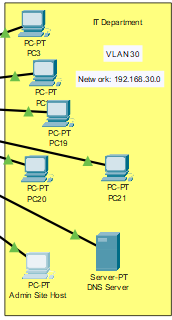 IT Department
PC-PT
PC3
VLAN30
PC-PT
PC
Network: 192.168.30.0
PC-PT
PC19
PC-PT
PC20
PC-PT
PC21
PC-PT
Admin Site Host
Server-PT
DNS Server